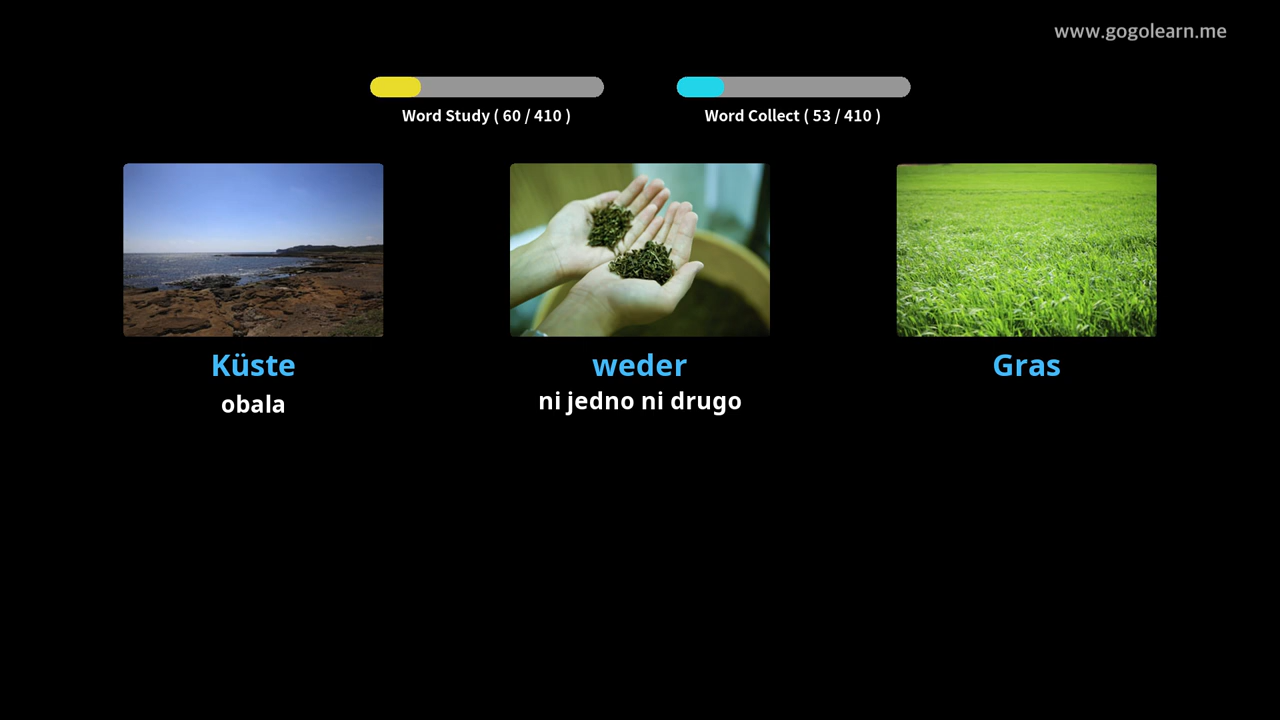 www.gogolearn.me
Word Study ( 60 / 410 )
Word Collect ( 53 / 410 )
Küste
obala
weder
ni jedno ni drugo
Gras